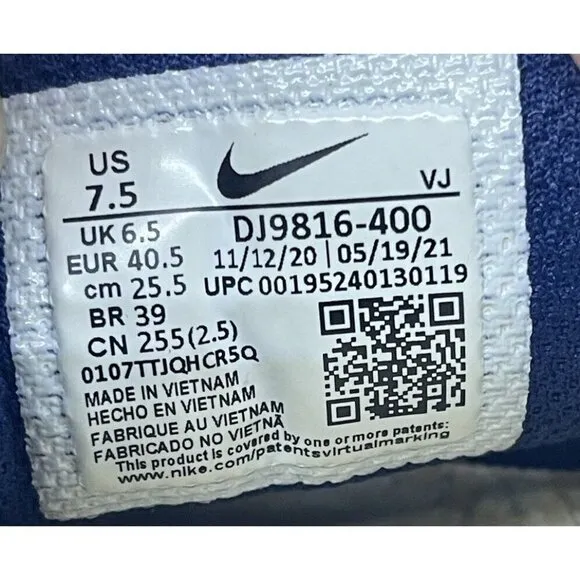 US
7.5
VJ
UK 6.5
DJ9816-400
EUR 40.5
11/12/20 | 05/19/21
cm 25.5
UPC 00195240130119
BR 39
CN 255(2.5)
0107TTJQHCR5Q
MADE IN VIETNAM
HECHO EN VIETNAM
FABRIQUE AU VIETNAM
FABRICADO NO VIETNÃ
This product is covered by one or more patents:
www.nike.com/patentsvirtualmarking